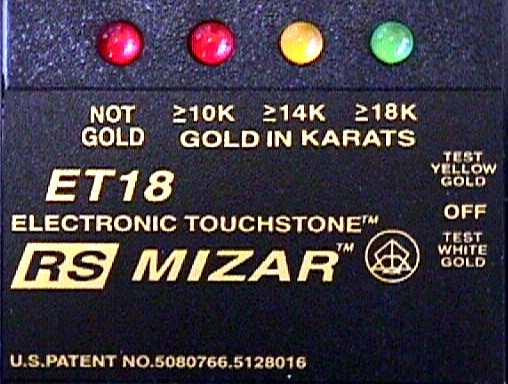 NOT GOLD ≥10K ≥14K ≥18K
GOLD IN KARATS
ET18
ELECTRONIC TOUCHSTONE™
RS MIZAR™
TEST
YELLOW
GOLD
OFF
TEST
WHITE
GOLD
U.S.PATENT NO.5080766.5128016